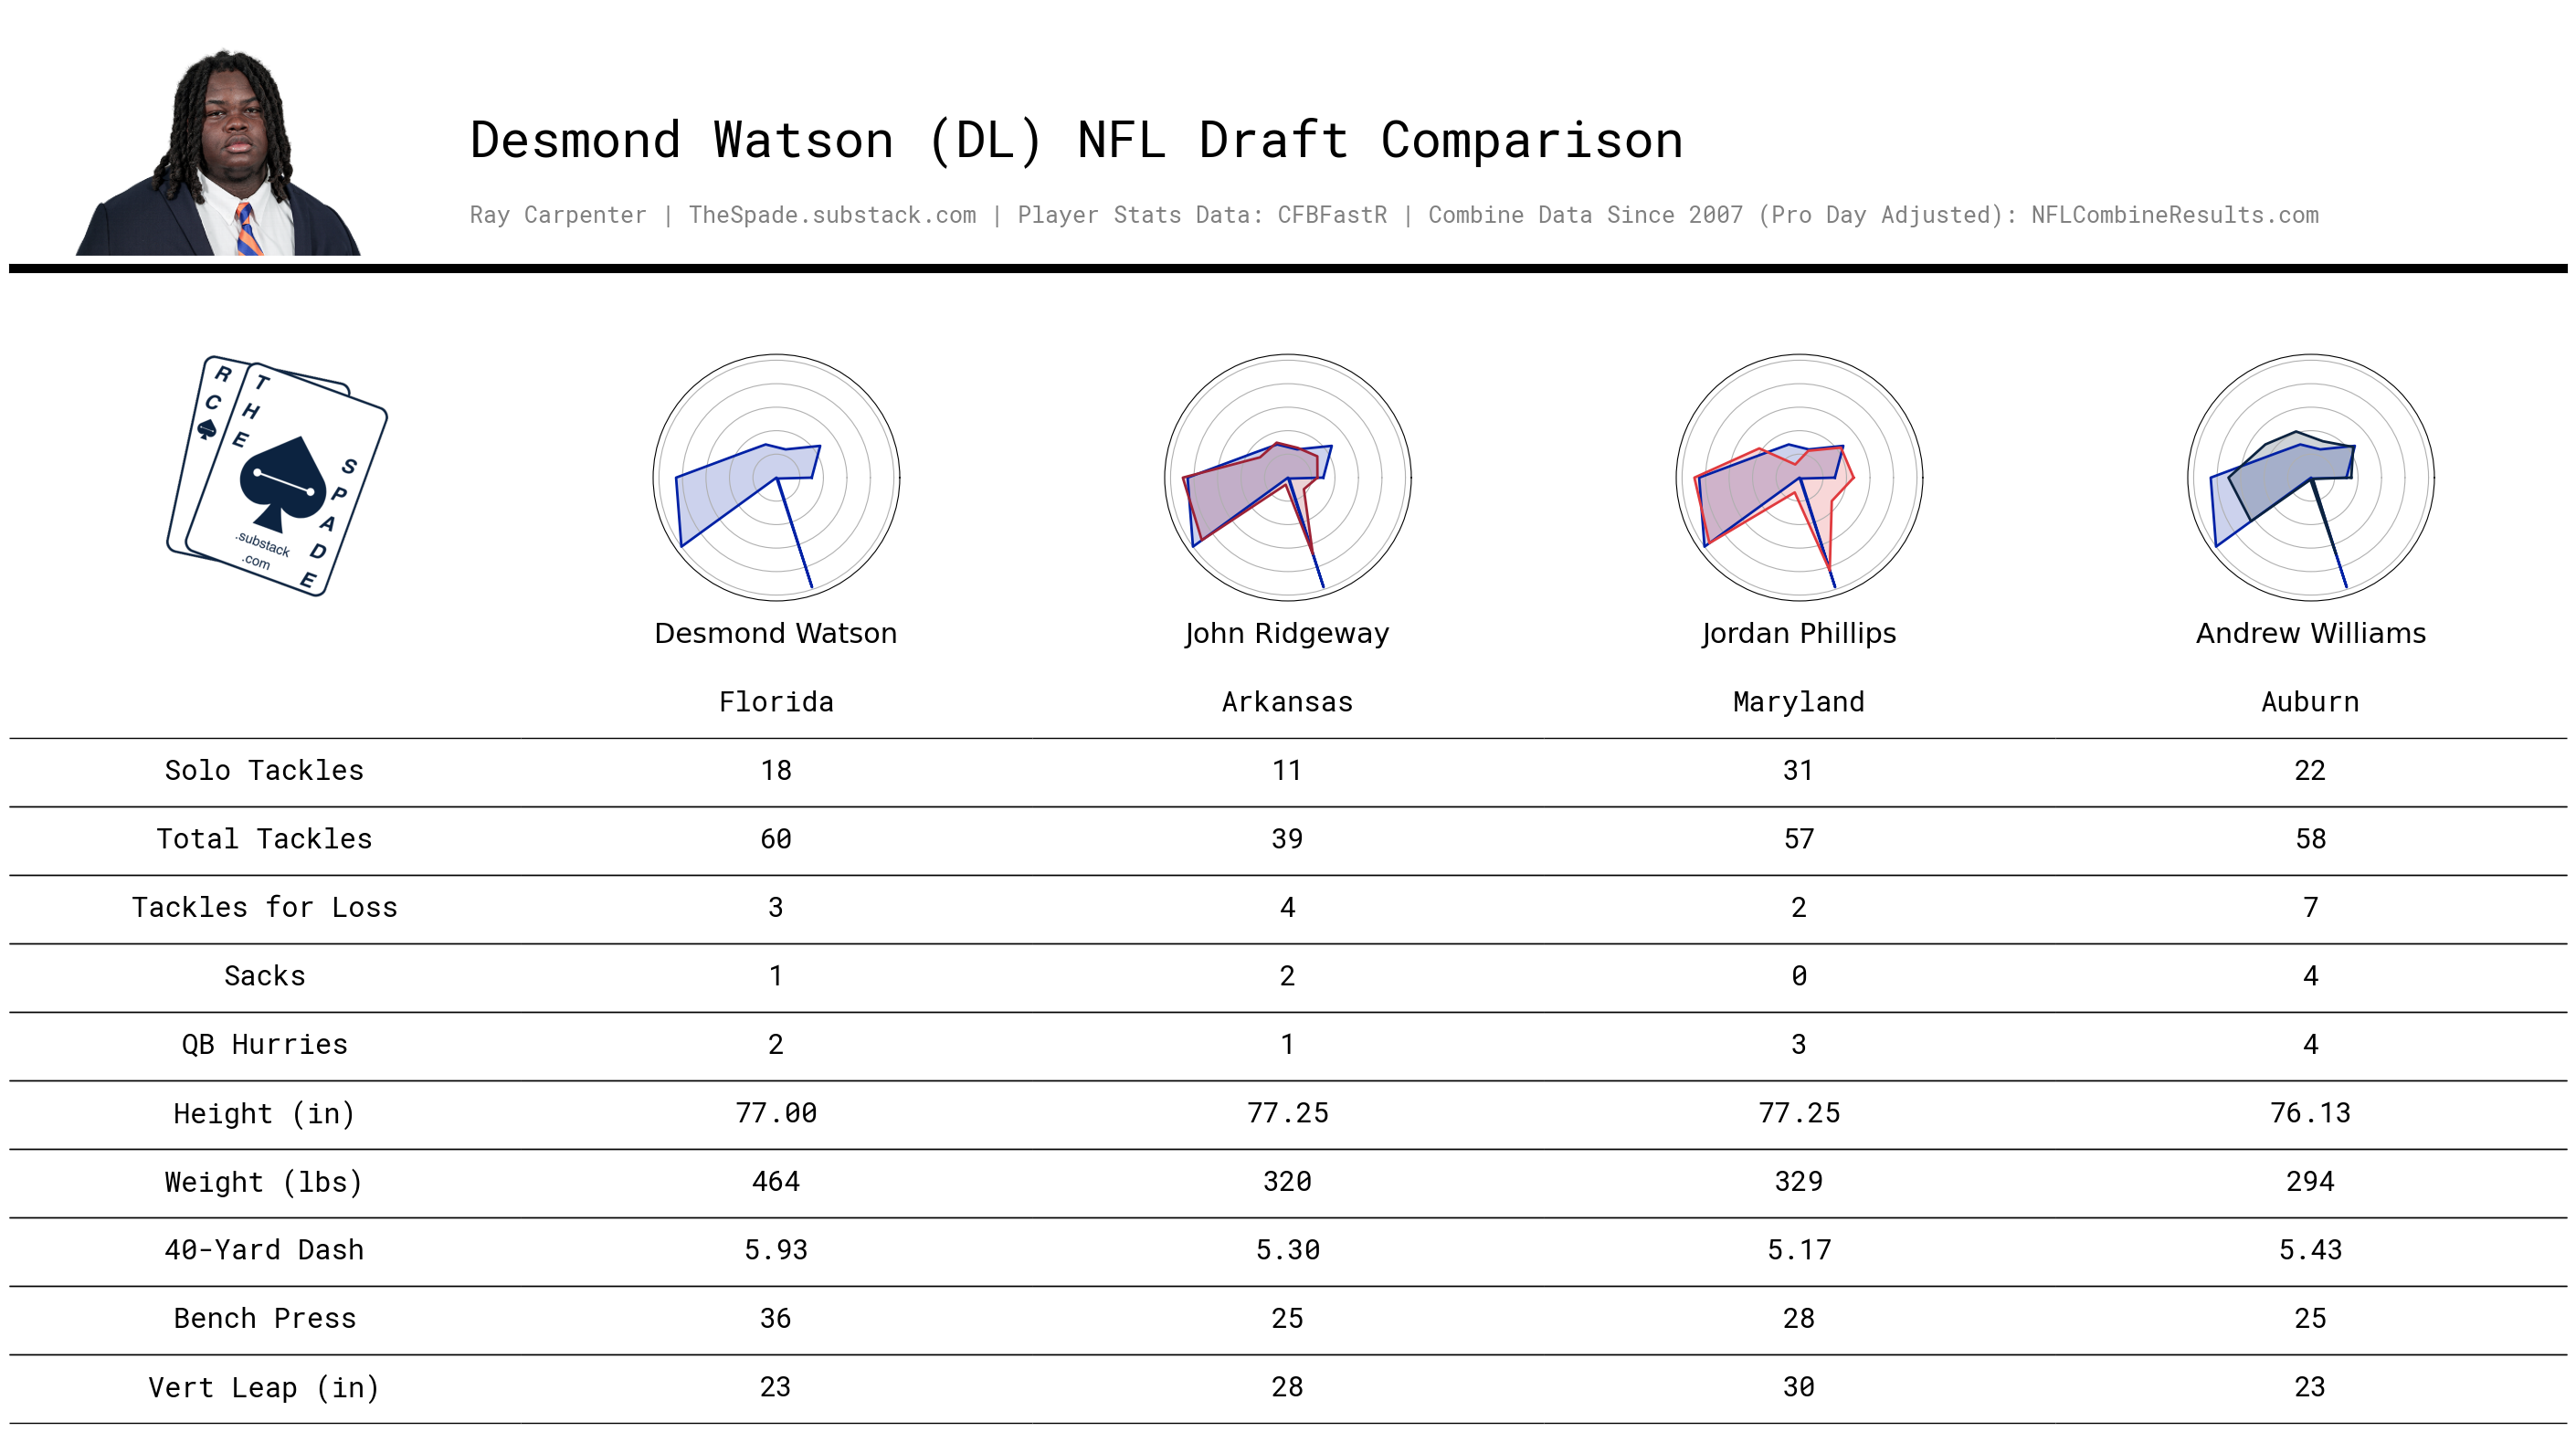 Desmond Watson (DL) NFL Draft Comparison
Ray Carpenter | TheSpade.substack.com | Player Stats Data: CFBFastR | Combine Data Since 2007 (Pro Day Adjusted): NFLCombineResults.com
R C
THE
SPADE
.substack
.com
Desmond Watson John Ridgeway Jordan Phillips Andrew Williams
Florida Arkansas Maryland Auburn
Solo Tackles 18 11 31 22
Total Tackles 60 39 57 58
Tackles for Loss 3 4 2 7
Sacks 1 2 0 4
QB Hurries 2 1 3 4
Height (in) 77.00 77.25 77.25 76.13
Weight (lbs) 464 320 329 294
40-Yard Dash 5.93 5.30 5.17 5.43
Bench Press 36 25 28 25
Vert Leap (in) 23 28 30 23